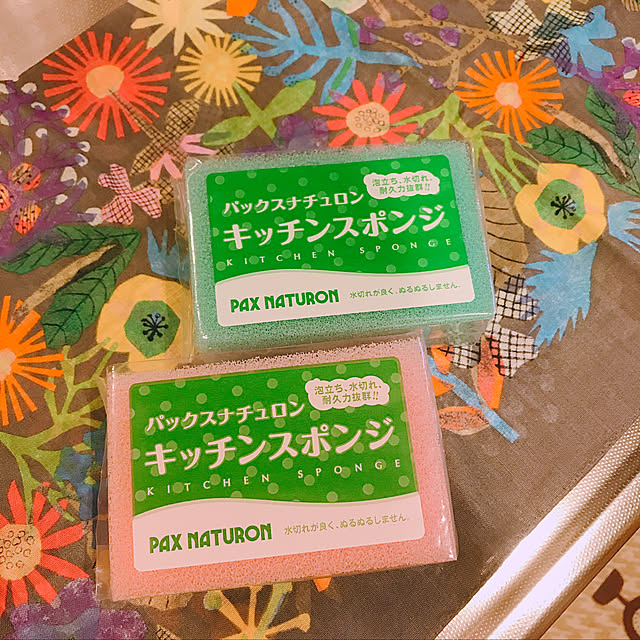 泡立ち、水切れ、
耐久力抜群!!
パックスナチュロン
キッチンスポンジ
KITCHEN SPONGE
PAX NATURON 水切れが良く、ぬるぬるしません。
泡立ち、水切れ、
耐久力抜群!!
パックスナチュロン
キッチンスポンジ
KITCHEN SPONGE
PAX NATURON 水切れが良く、ぬるぬるしません。